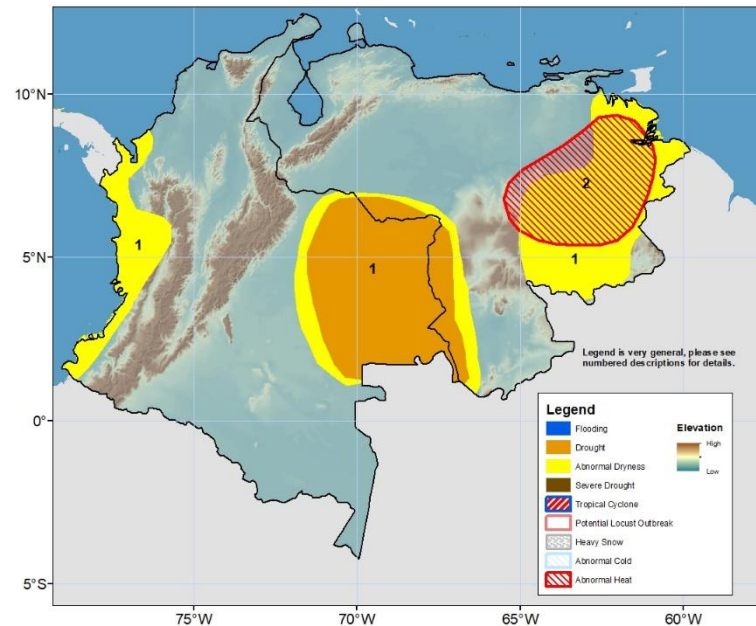 10°N
5°N
0°
5°S
75°W
70°W
65°W
60°W
1
1
2
1
Legend is very general, please see
numbered descriptions for details.
Legend
Flooding
Drought
Abnormal Dryness
Severe Drought
Tropical Cyclone
Potential Locust Outbreak
Heavy Snow
Abnormal Cold
Abnormal Heat
Elevation
High
Low